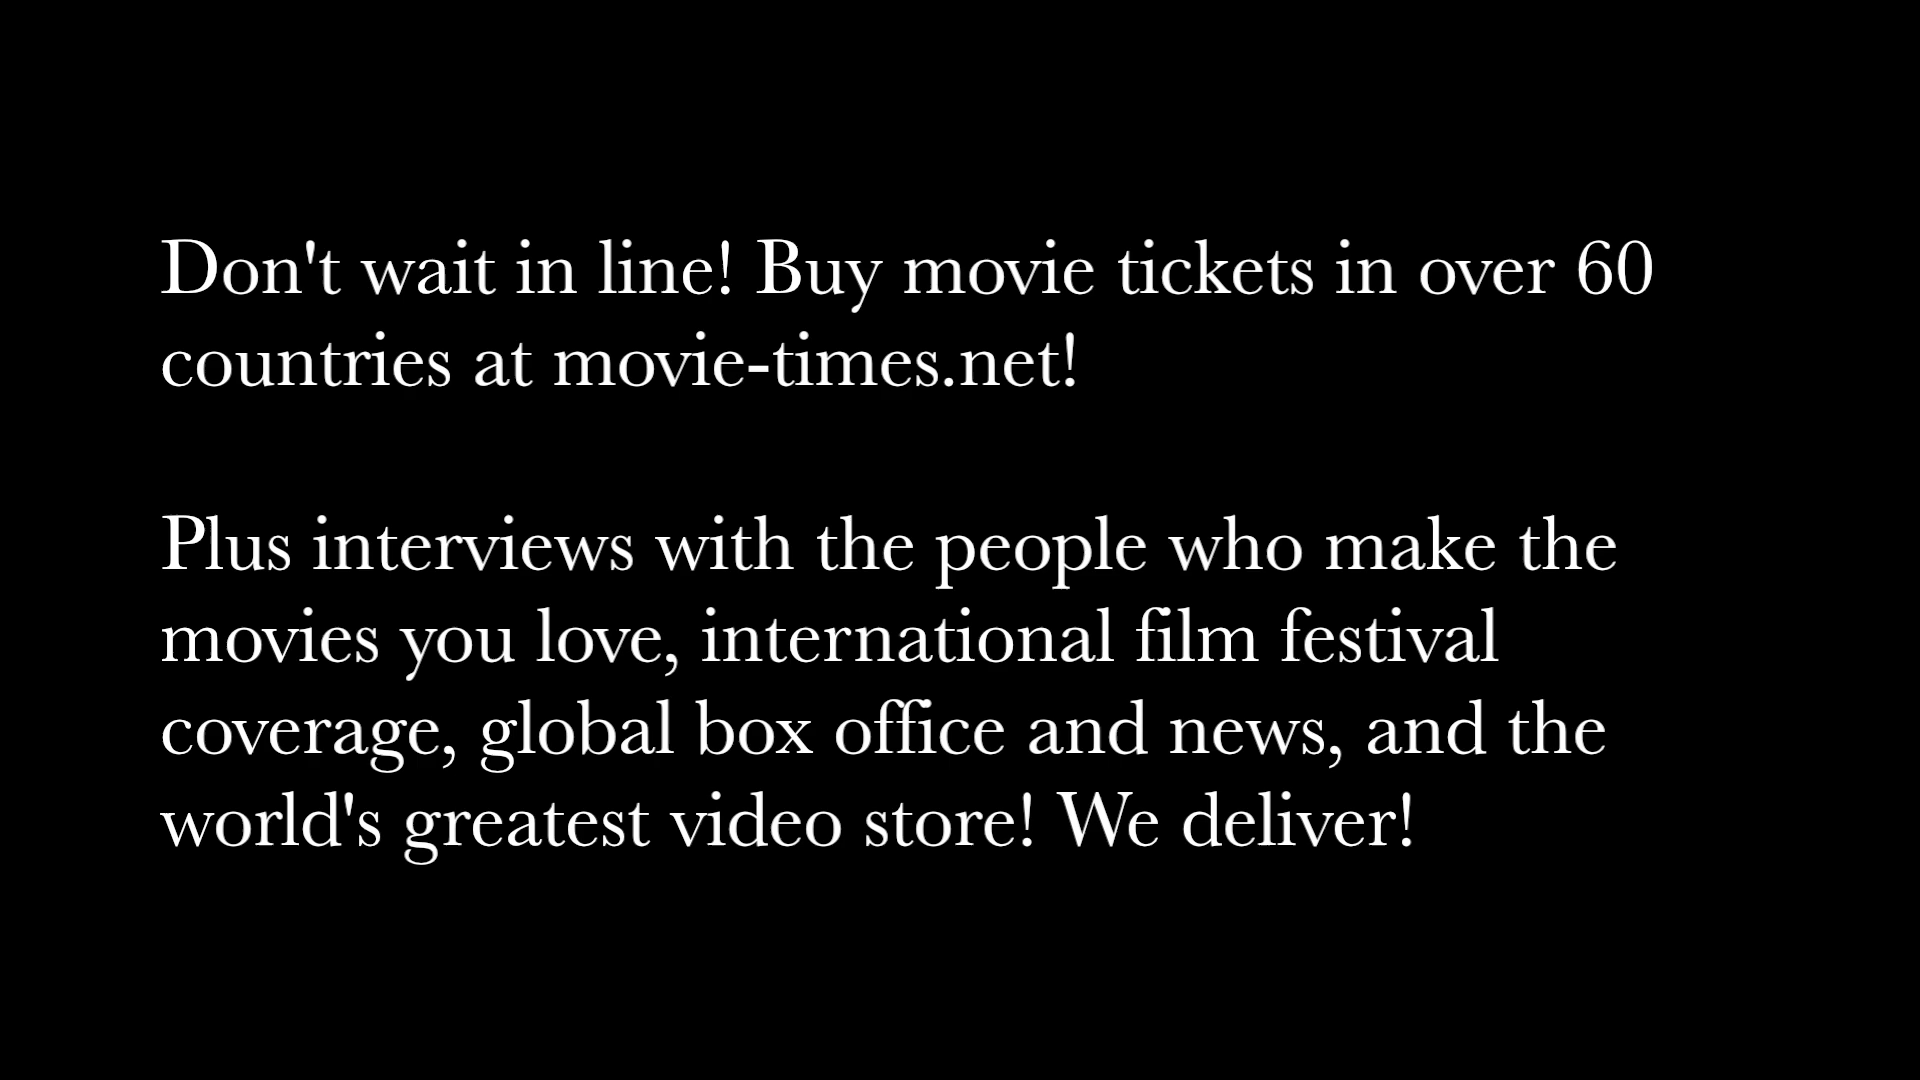 Don't wait in line! Buy movie tickets in over 60
countries at movie-times.net!
Plus interviews with the people who make the
movies you love, international film festival
coverage, global box office and news, and the
world's greatest video store! We deliver!